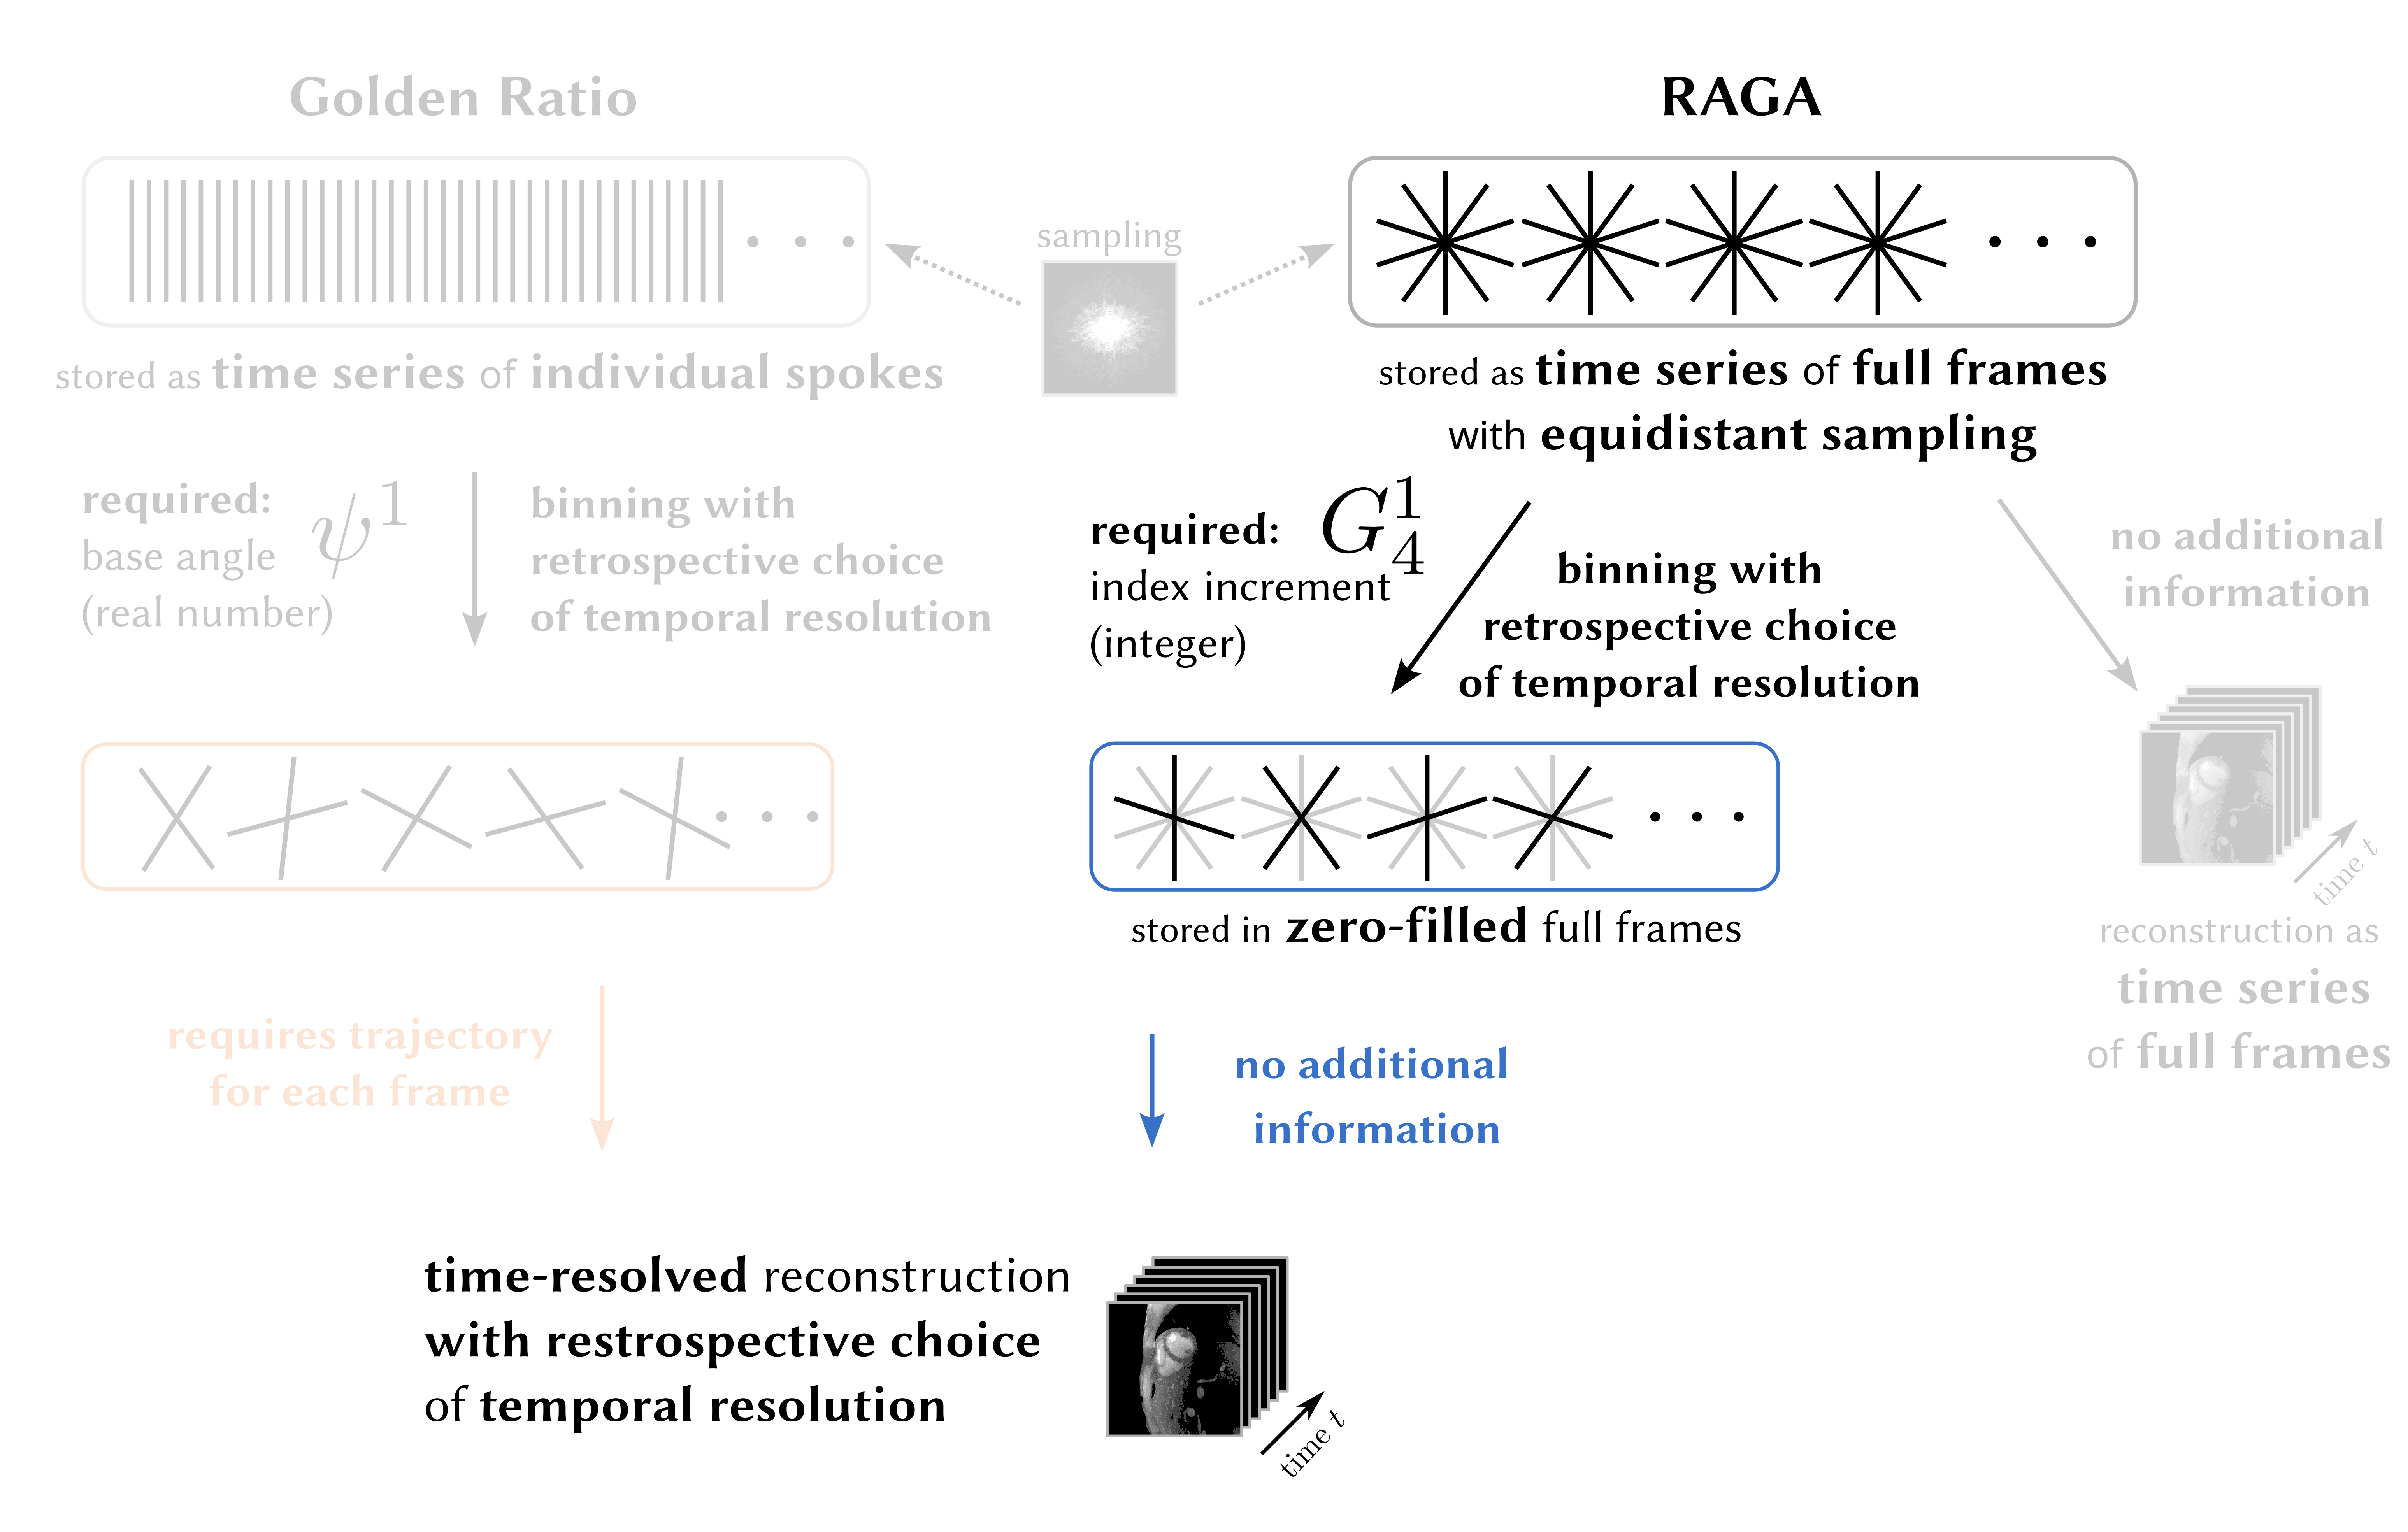 Golden Ratio
RAGA
sampling
stored as time series of individual spokes
stored as time series of full frames
with equidistant sampling
required: ψ¹
base angle
(real number)
binning with
retrospective choice
of temporal resolution
required: G¹₄
index increment
(integer)
binning with
retrospective choice
of temporal resolution
no additional
information
stored in zero-filled full frames
time t
reconstruction as
time series
of full frames
requires trajectory
for each frame
no additional
information
time-resolved reconstruction
with restrospective choice
of temporal resolution
time t